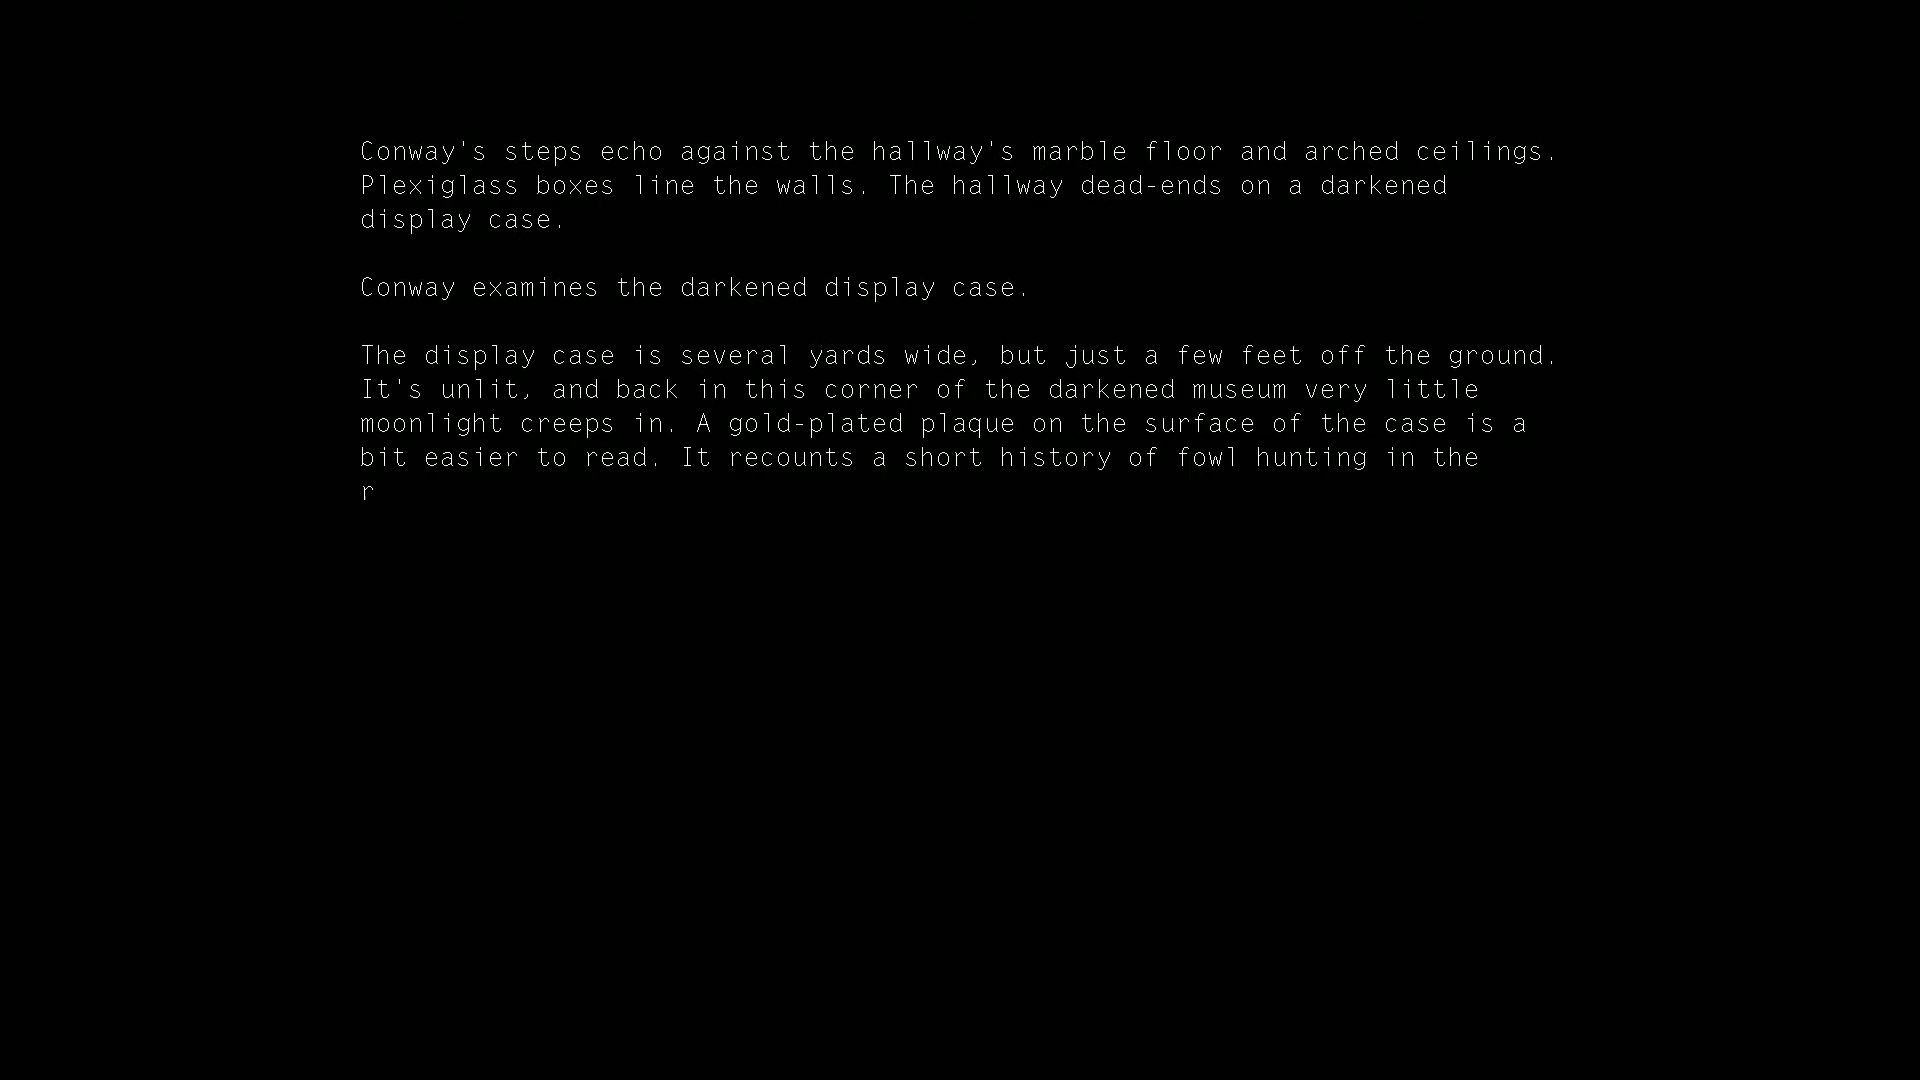 Conway's steps echo against the hallway's marble floor and arched ceilings.
Plexiglass boxes line the walls. The hallway dead-ends on a darkened
display case.
Conway examines the darkened display case.
The display case is several yards wide, but just a few feet off the ground.
It's unlit, and back in this corner of the darkened museum very little
moonlight creeps in. A gold-plated plaque on the surface of the case is a
bit easier to read. It recounts a short history of fowl hunting in the
r